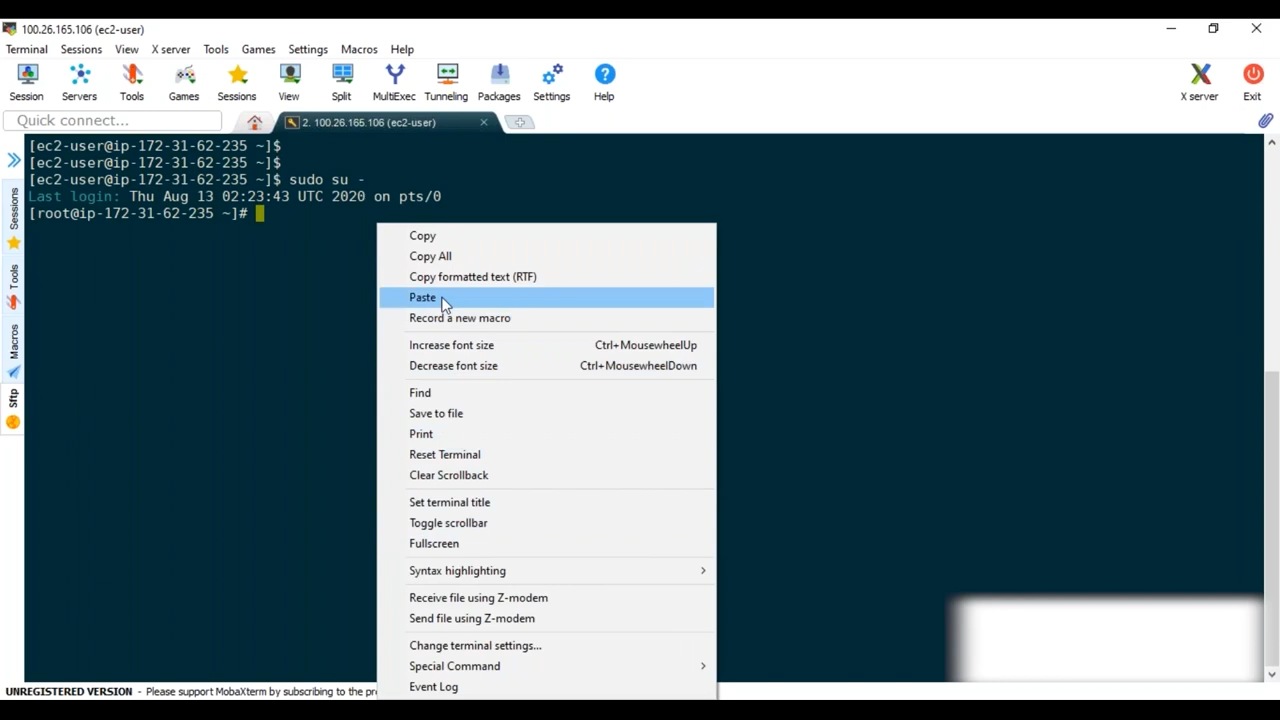 100.26.165.106 (ec2-user)
Terminal Sessions View X server Tools Games Settings Macros Help
Session Servers Tools Games Sessions View Split MultiExec Tunneling Packages Settings Help X server Exit
Quick connect...
2. 100.26.165.106 (ec2-user)
[ec2-user@ip-172-31-62-235 ~]$
[ec2-user@ip-172-31-62-235 ~]$
[ec2-user@ip-172-31-62-235 ~]$ sudo su -
Last login: Thu Aug 13 02:23:43 UTC 2020 on pts/0
[root@ip-172-31-62-235 ~]#
Sessions
Tools
Macros
Sftp
Copy
Copy All
Copy formatted text (RTF)
Paste
Record a new macro
Increase font size Ctrl+MousewheelUp
Decrease font size Ctrl+MousewheelDown
Find
Save to file
Print
Reset Terminal
Clear Scrollback
Set terminal title
Toggle scrollbar
Fullscreen
Syntax highlighting
Receive file using Z-modem
Send file using Z-modem
Change terminal settings...
Special Command
Event Log
UNREGISTERED VERSION - Please support MobaXterm by subscribing to the